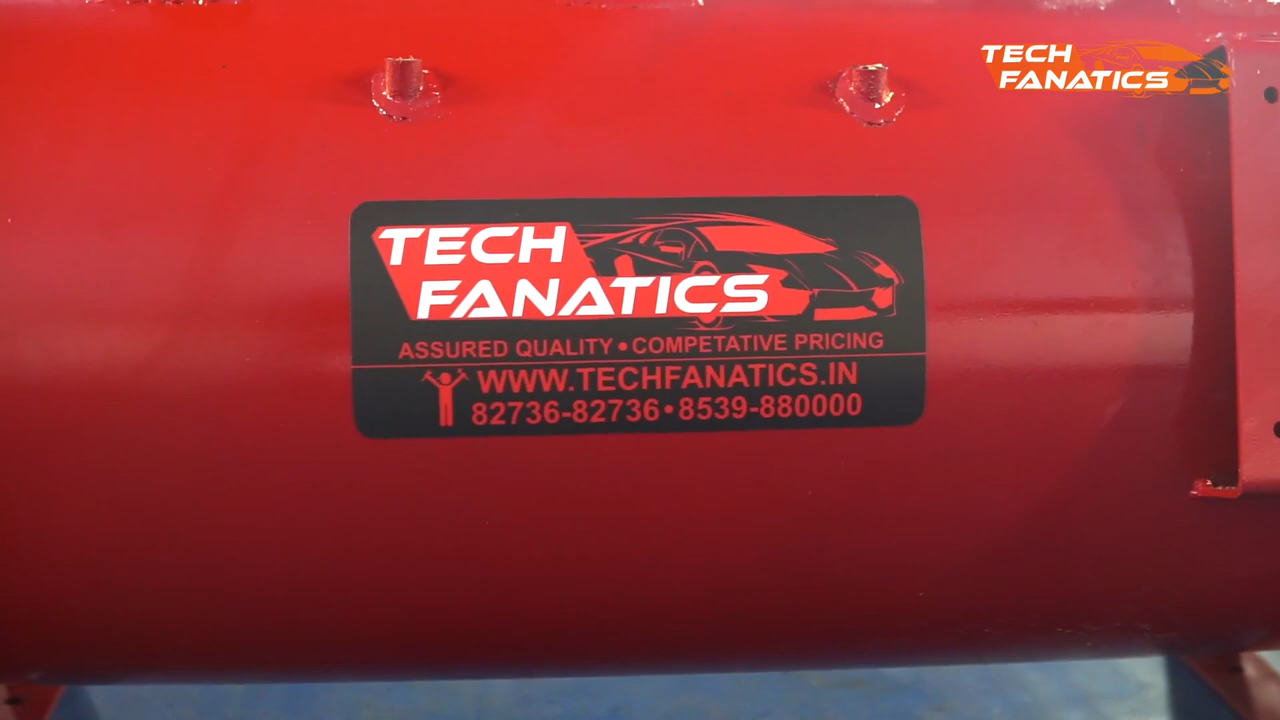 TECH
FANATICS
TECH
FANATICS
ASSURED QUALITY • COMPETATIVE PRICING
WWW.TECHFANATICS.IN
82736-82736 • 8539-880000